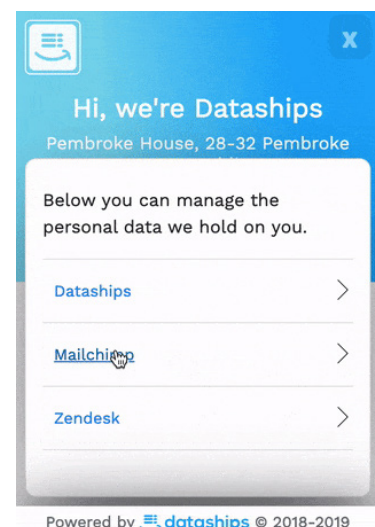 X
Hi, we're Dataships
Pembroke House, 28-32 Pembroke
Below you can manage the
personal data we hold on you.
Dataships
Mailchimp
Zendesk
Powered by dataships © 2018-2019